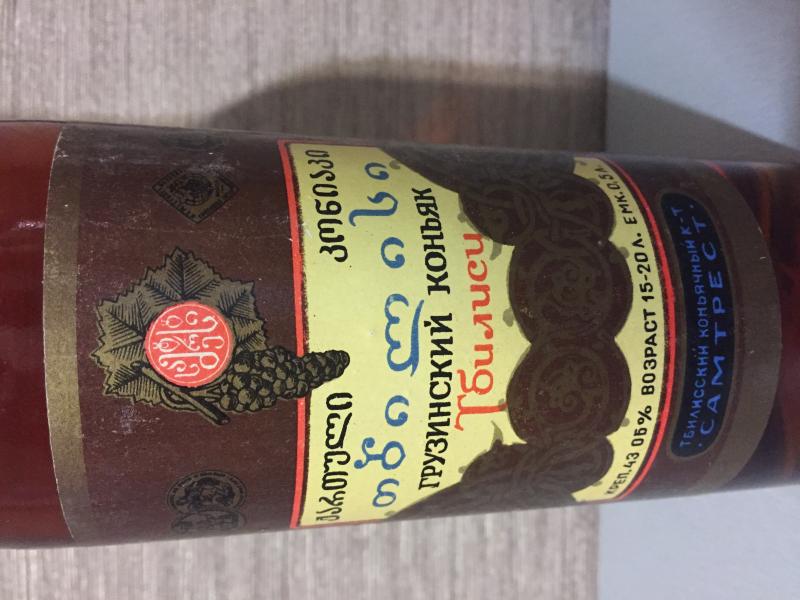 ქართული კონიაკი
თბილისი
ГРУЗИНСКИЙ КОНЬЯК
Тбилиси
КРЕП. 43 ОБ% ВОЗРАСТ 15-20 Л. ЕМК. 0,5 Л.
ТБИЛИССКИЙ КОНЬЯЧНЫЙ К-Т.
"САМТРЕСТ"